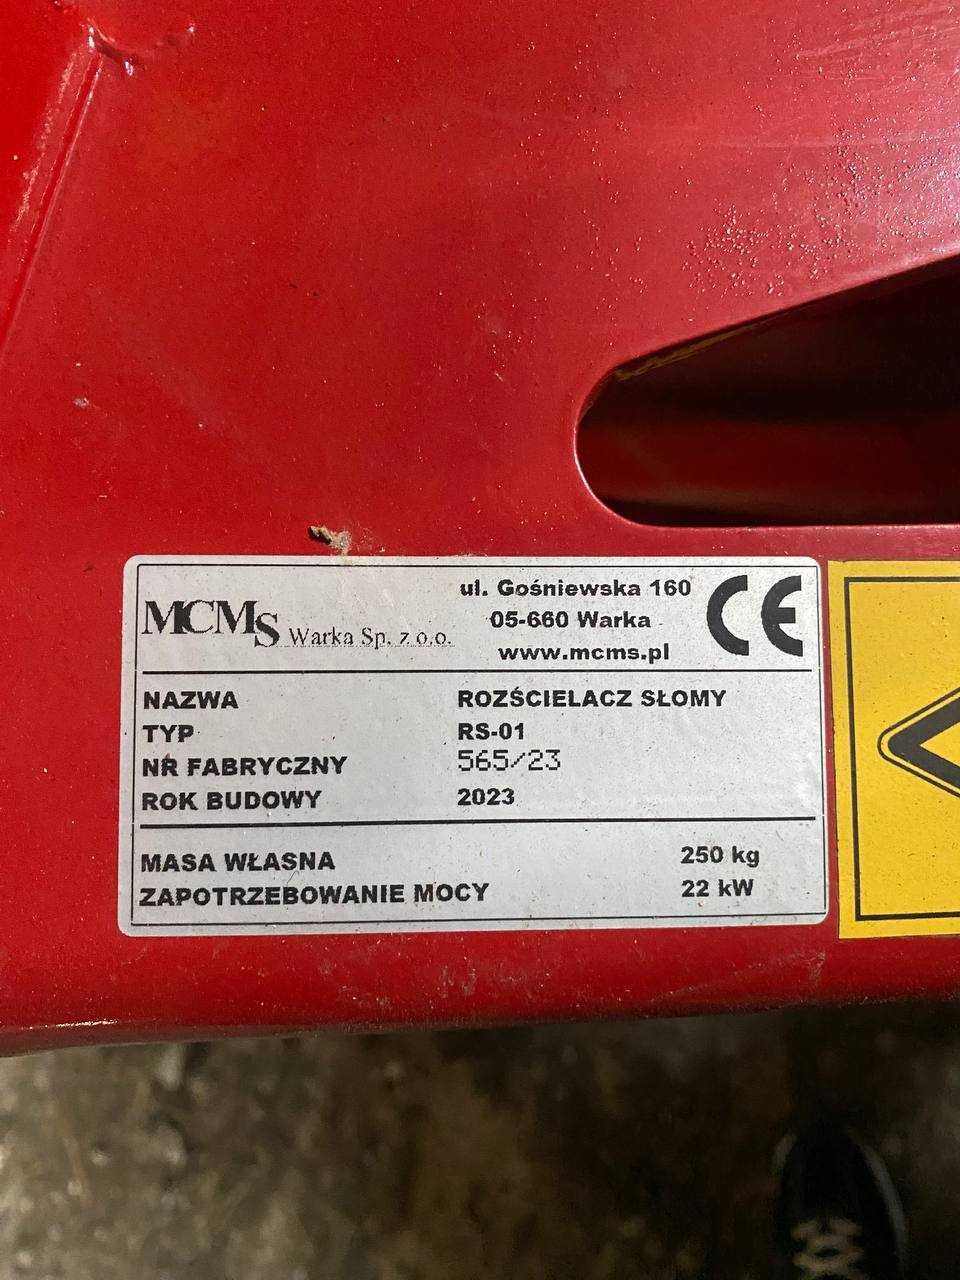 MCMS Warka Sp. z o.o.
ul. Gośniewska 160
05-660 Warka
www.mcms.pl
CE
NAZWA ROZŚCIELACZ SŁOMY
TYP RS-01
NR FABRYCZNY 565/23
ROK BUDOWY 2023
MASA WŁASNA 250 kg
ZAPOTRZEBOWANIE MOCY 22 kW